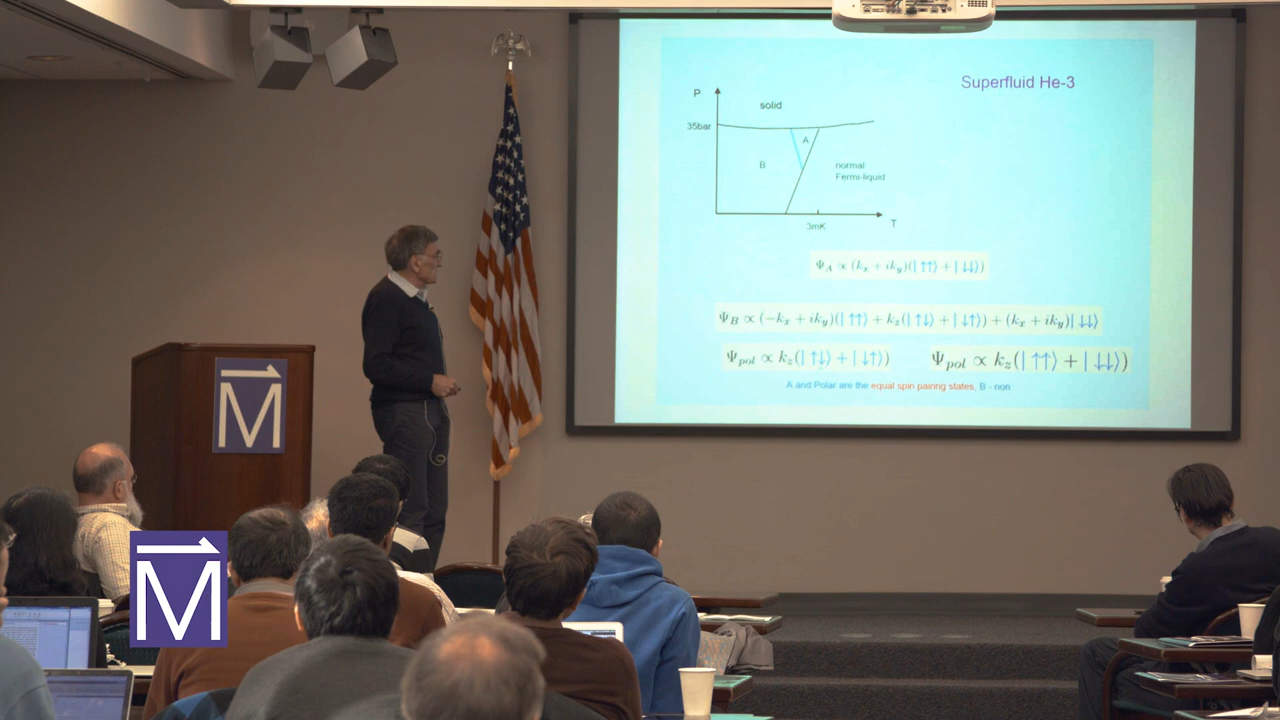 Superfluid He-3
P
solid
35bar
A
B
normal
Fermi-liquid
T
3mK
Ψ_A ∝ (k_x + ik_y)(|↑↑⟩ + |↓↓⟩)
Ψ_B ∝ (−k_x + ik_y)(|↑↑⟩ + k_z(|↑↓⟩ + |↓↑⟩) + (k_x + ik_y)|↓↓⟩
Ψ_pol ∝ k_z(|↑↓⟩ + |↓↑⟩) Ψ_pol ∝ k_z(|↑↑⟩ + |↓↓⟩)
A and Polar are the equal spin pairing states, B - non
M
M